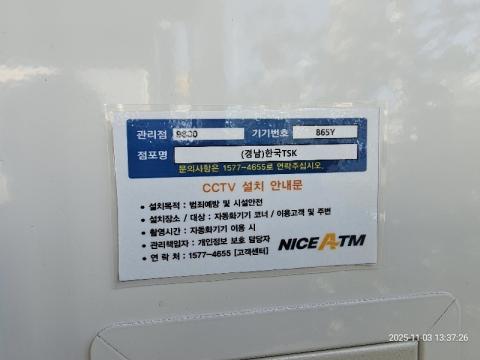 관리점 9800 기기번호 865Y
점포명 (경남)한국TSK
문의사항은 1577-4655로 연락주십시오.
CCTV 설치 안내문
• 설치목적 : 범죄예방 및 시설안전
• 설치장소 / 대상 : 자동화기기 코너 / 이용고객 및 주변
• 촬영시간 : 자동화기기 이용 시
• 관리책임자 : 개인정보 보호 담당자
• 연 락 처 : 1577-4655 [고객센터]
NICE ATM
2025-11-03 13:37:26